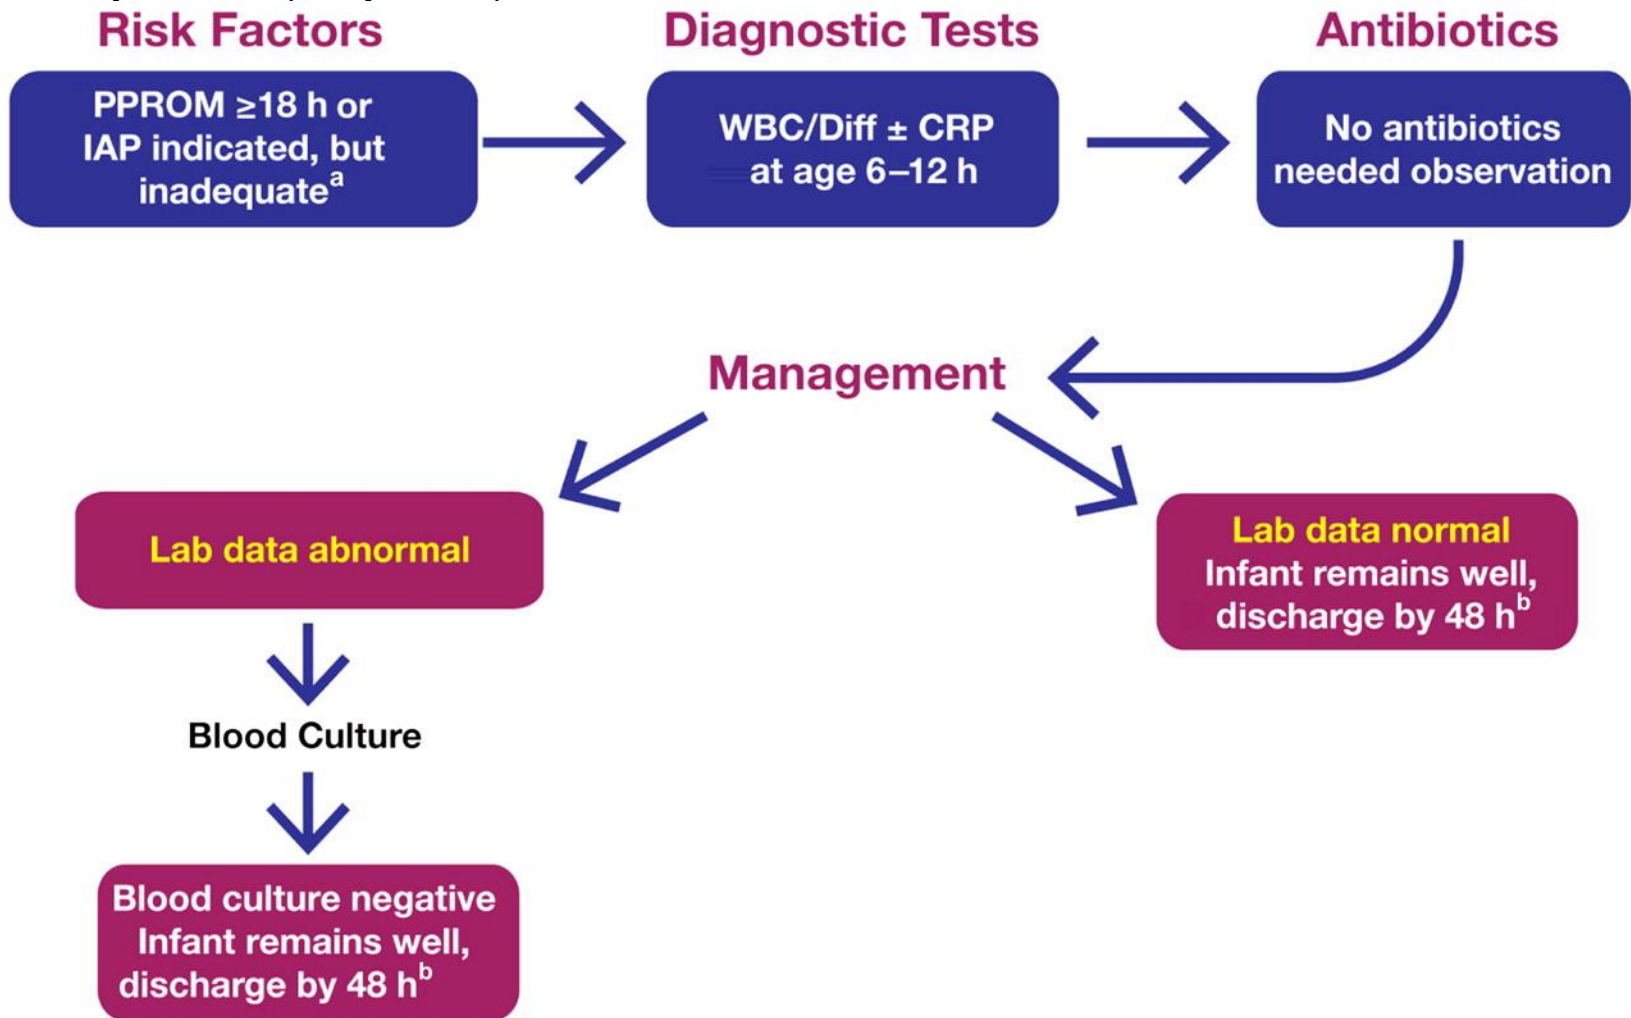 Risk Factors
Diagnostic Tests
Antibiotics
PPROM ≥18 h or
IAP indicated, but
inadequateᵃ
WBC/Diff ± CRP
at age 6–12 h
No antibiotics
needed observation
Management
Lab data abnormal
Lab data normal
Infant remains well,
discharge by 48 hᵇ
Blood Culture
Blood culture negative
Infant remains well,
discharge by 48 hᵇ